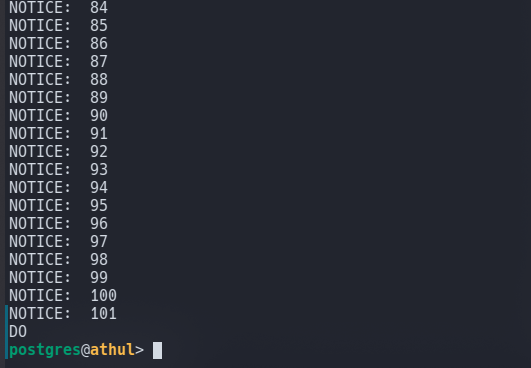 NOTICE:  84
NOTICE:  85
NOTICE:  86
NOTICE:  87
NOTICE:  88
NOTICE:  89
NOTICE:  90
NOTICE:  91
NOTICE:  92
NOTICE:  93
NOTICE:  94
NOTICE:  95
NOTICE:  96
NOTICE:  97
NOTICE:  98
NOTICE:  99
NOTICE:  100
NOTICE:  101
DO
postgres@athul>